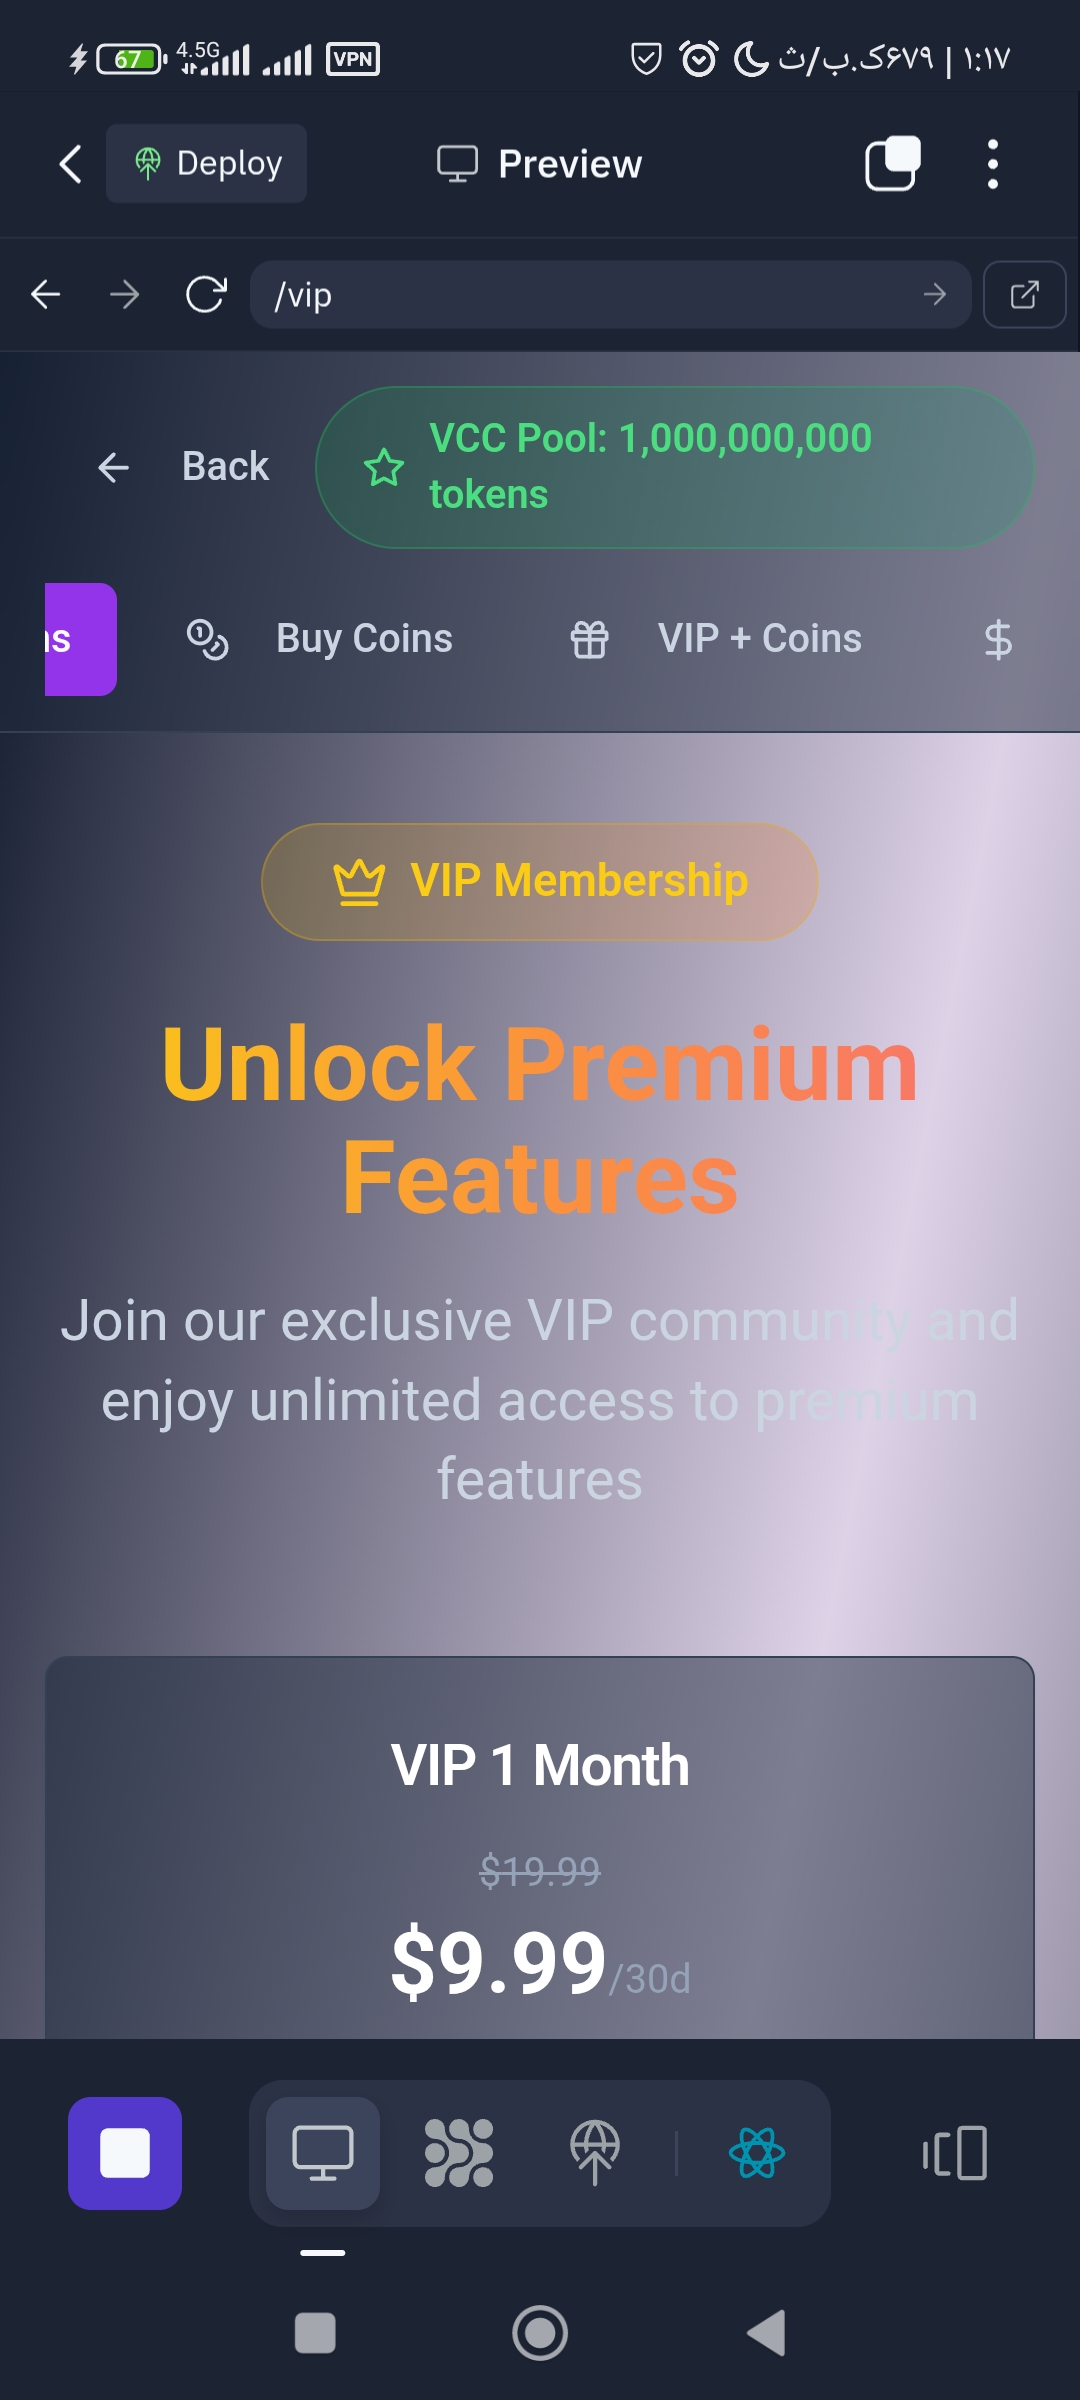 67 4.5G VPN ۶۷۹ک.ب/ث | ۱:۱۷
Deploy Preview
/vip
Back
VCC Pool: 1,000,000,000
tokens
Buy Coins VIP + Coins
VIP Membership
Unlock Premium
Features
Join our exclusive VIP community and
enjoy unlimited access to premium
features
VIP 1 Month
$19.99
$9.99/30d